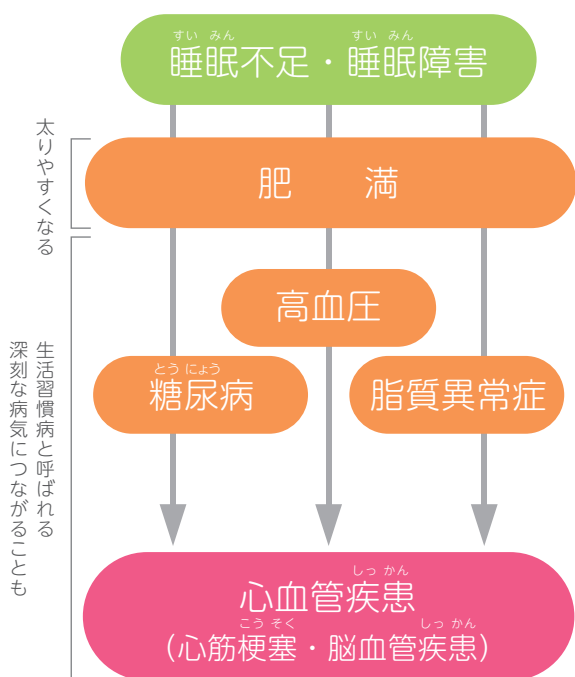 すい みん すい みん
睡眠不足・睡眠障害
太りやすくなる
肥 満
高血圧
とう にょう
糖尿病
脂質異常症
生活習慣病と呼ばれる
深刻な病気につながることも
しっ かん
心血管疾患
こう そく しっ かん
(心筋梗塞・脳血管疾患)